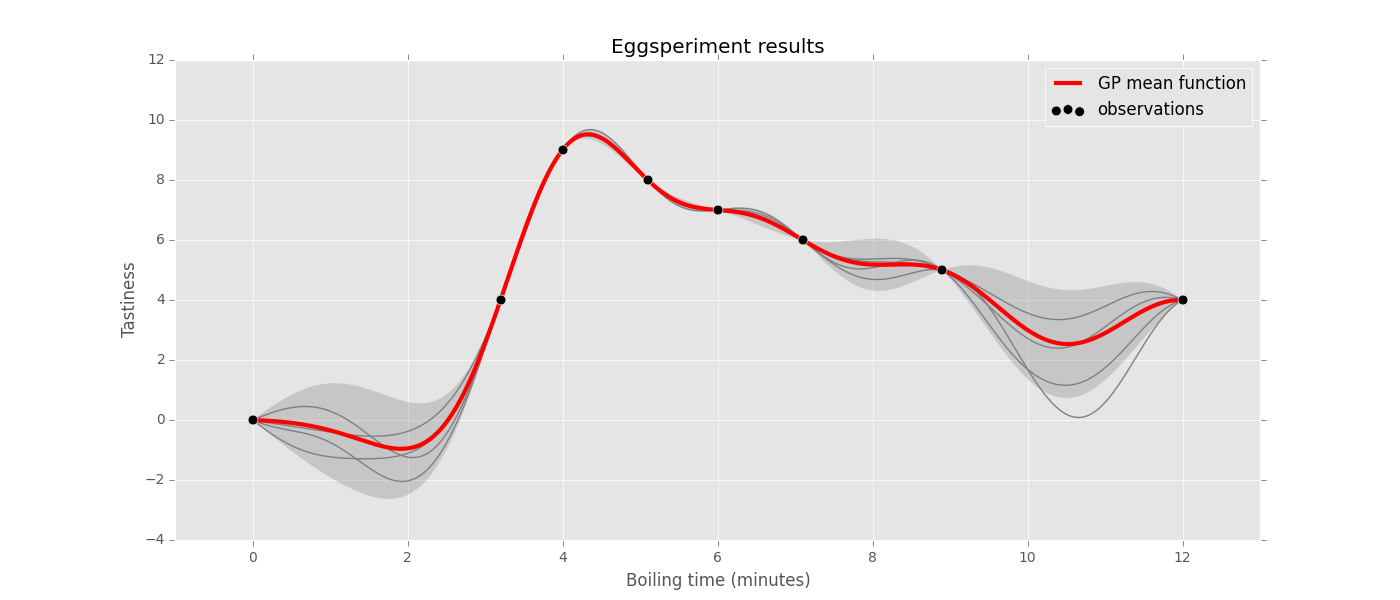 Eggsperiment results
12
10
8
6
4
2
0
−2
−4
Tastiness
GP mean function
observations
0 2 4 6 8 10 12
Boiling time (minutes)